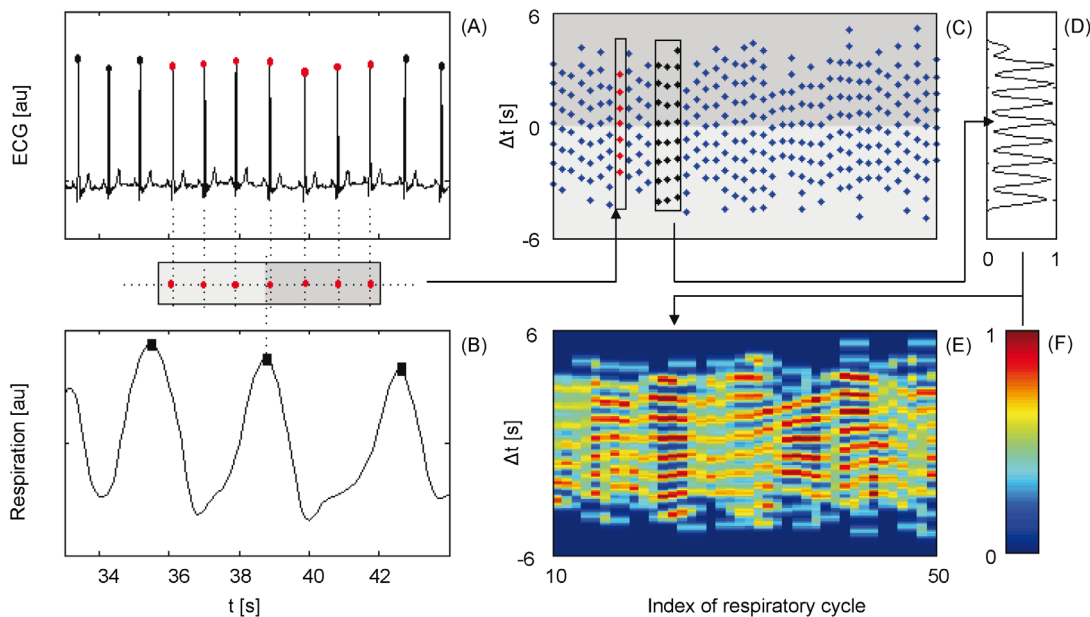 (A)
ECG [au]
6
(C)
Δt [s]
0
-6
(D)
0 1
(B)
Respiration [au]
34 36 38 40 42
t [s]
6
(E)
Δt [s]
-6
10 50
Index of respiratory cycle
1
(F)
0